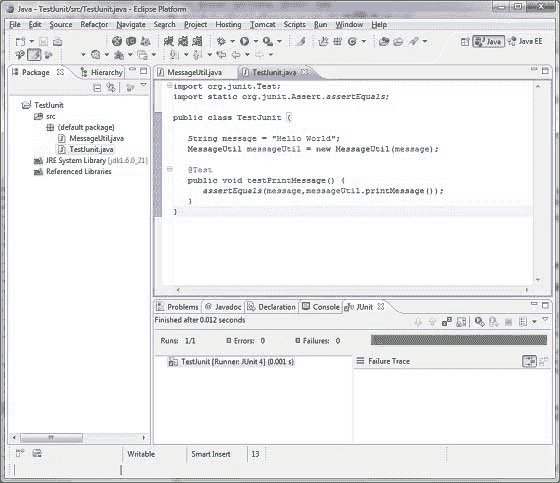 Java - TestJunit/src/TestJunit.java - Eclipse Platform
File Edit Source Refactor Navigate Search Project Hosting Tomcat Scripts Run Window Help
Java Java EE
Package Hierarchy
TestJunit
src
(default package)
MessageUtil.java
TestJunit.java
JRE System Library [jdk1.6.0_21]
Referenced Libraries
MessageUtil.java TestJunit.java
import org.junit.Test;
import static org.junit.Assert.assertEquals;
public class TestJunit {
String message = "Hello World";
MessageUtil messageUtil = new MessageUtil(message);
@Test
public void testPrintMessage() {
assertEquals(message,messageUtil.printMessage());
}
}
Problems @ Javadoc Declaration Console JUnit
Finished after 0.012 seconds
Runs: 1/1 Errors: 0 Failures: 0
TestJunit [Runner: JUnit 4] (0.001 s)
Failure Trace
Writable Smart Insert 13